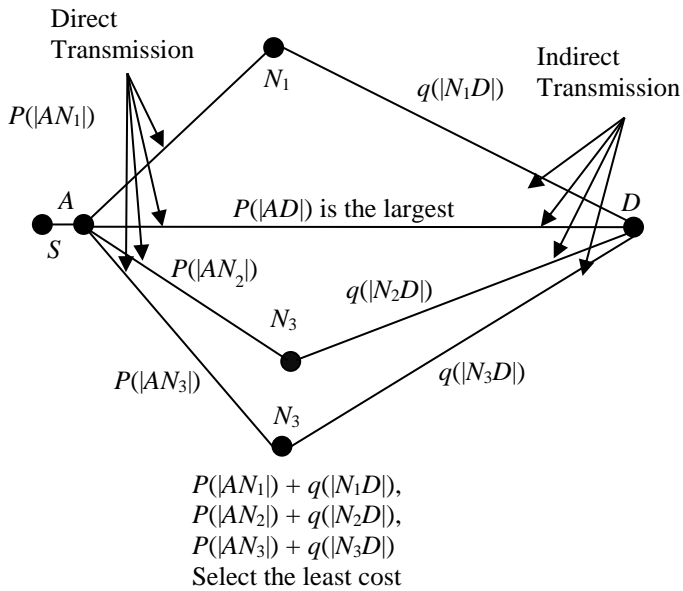 Direct
Transmission
N1
Indirect
Transmission
q(|N1D|)
P(|AN1|)
A
P(|AD|) is the largest
D
S
P(|AN2|)
q(|N2D|)
N3
P(|AN3|)
q(|N3D|)
N3
P(|AN1|) + q(|N1D|),
P(|AN2|) + q(|N2D|),
P(|AN3|) + q(|N3D|)
Select the least cost